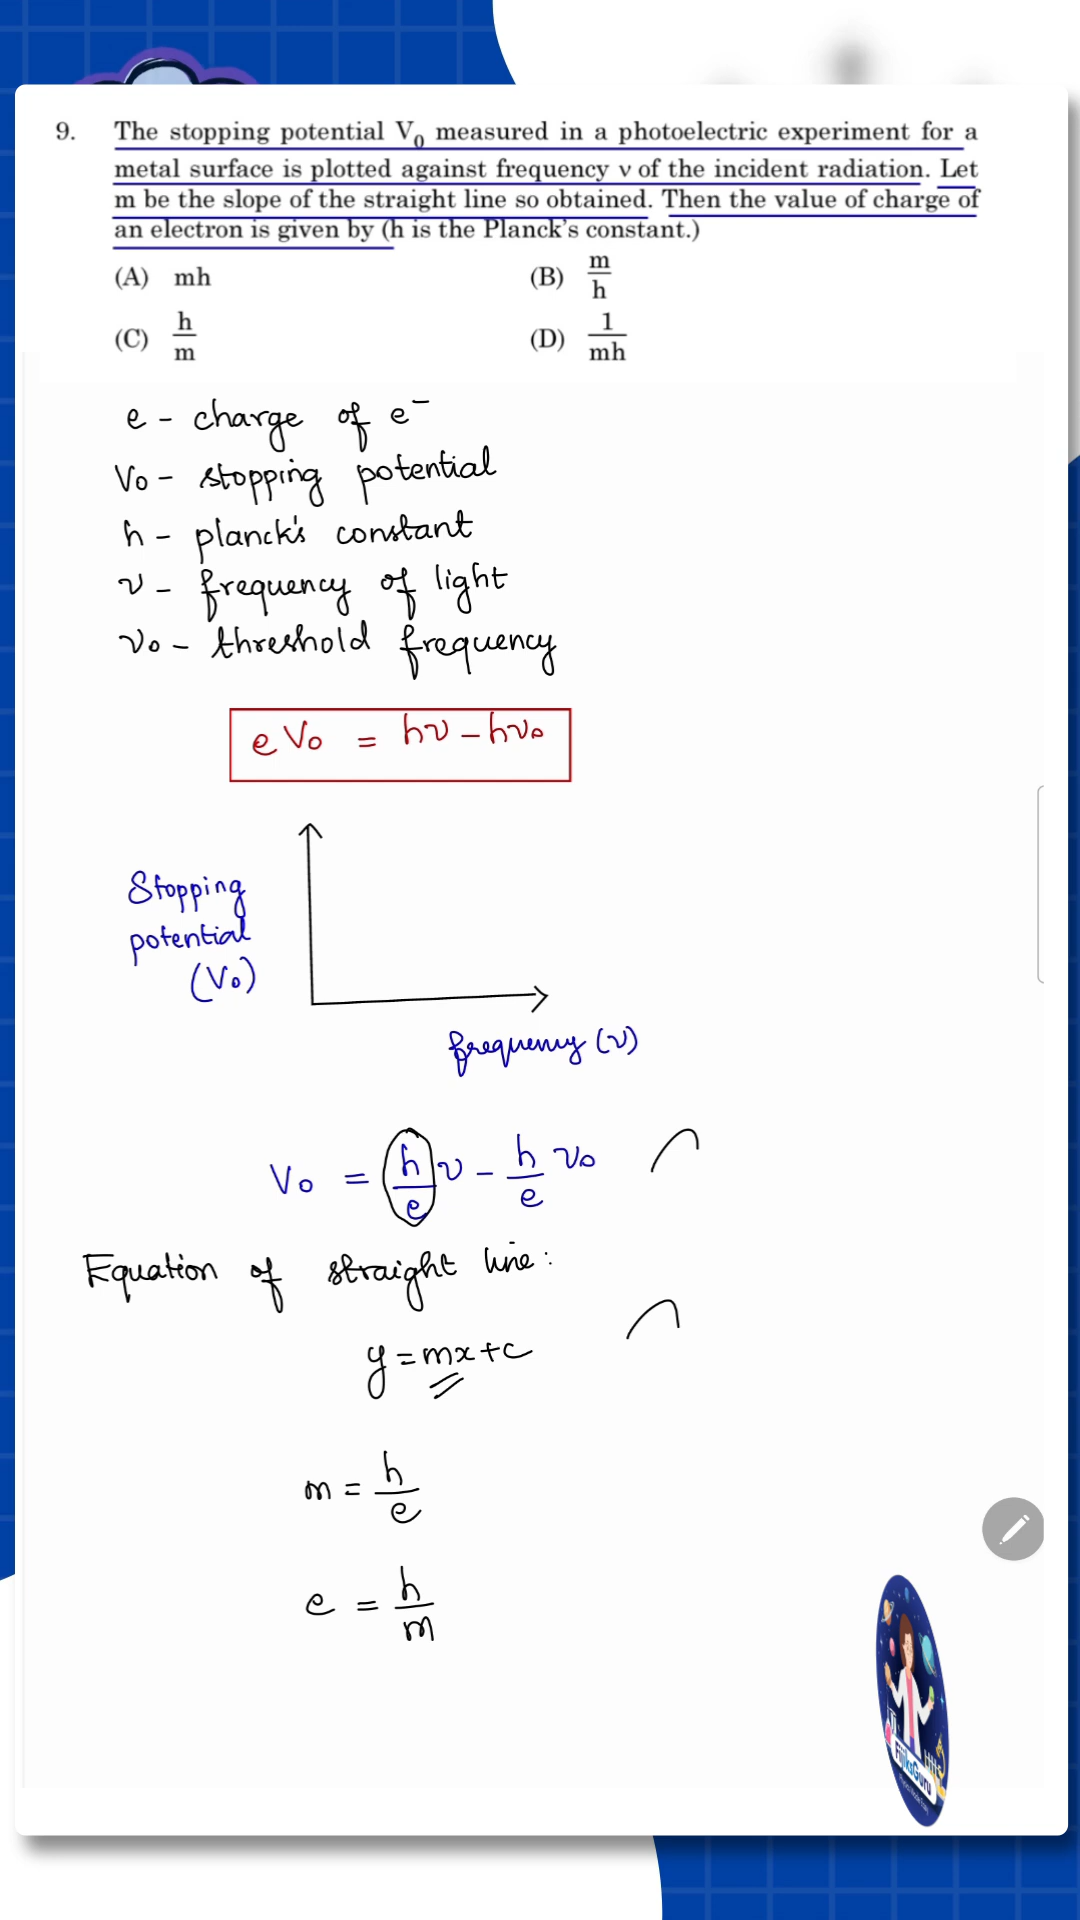 9. The stopping potential V₀ measured in a photoelectric experiment for a
metal surface is plotted against frequency ν of the incident radiation. Let
m be the slope of the straight line so obtained. Then the value of charge of
an electron is given by (h is the Planck's constant.)
(A) mh (B) m/h
(C) h/m (D) 1/mh
e - charge of e⁻
V₀ - stopping potential
h - planck's constant
ν - frequency of light
ν₀ - threshold frequency
eV₀ = hν - hν₀
Stopping
potential
(V₀)
frequency (ν)
V₀ = (h/e)ν - h/e ν₀
Equation of straight line:
y = mx + c
m = h/e
e = h/m
FijiksGuru